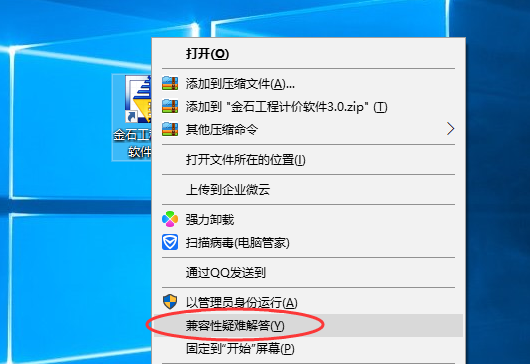 打开(O)
添加到压缩文件(A)...
添加到 "金石工程计价软件3.0.zip" (T)
其他压缩命令
金石工程
软件
打开文件所在的位置(I)
上传到企业微云
强力卸载
扫描病毒(电脑管家)
通过QQ发送到
以管理员身份运行(A)
兼容性疑难解答(Y)
固定到"开始"屏幕(P)